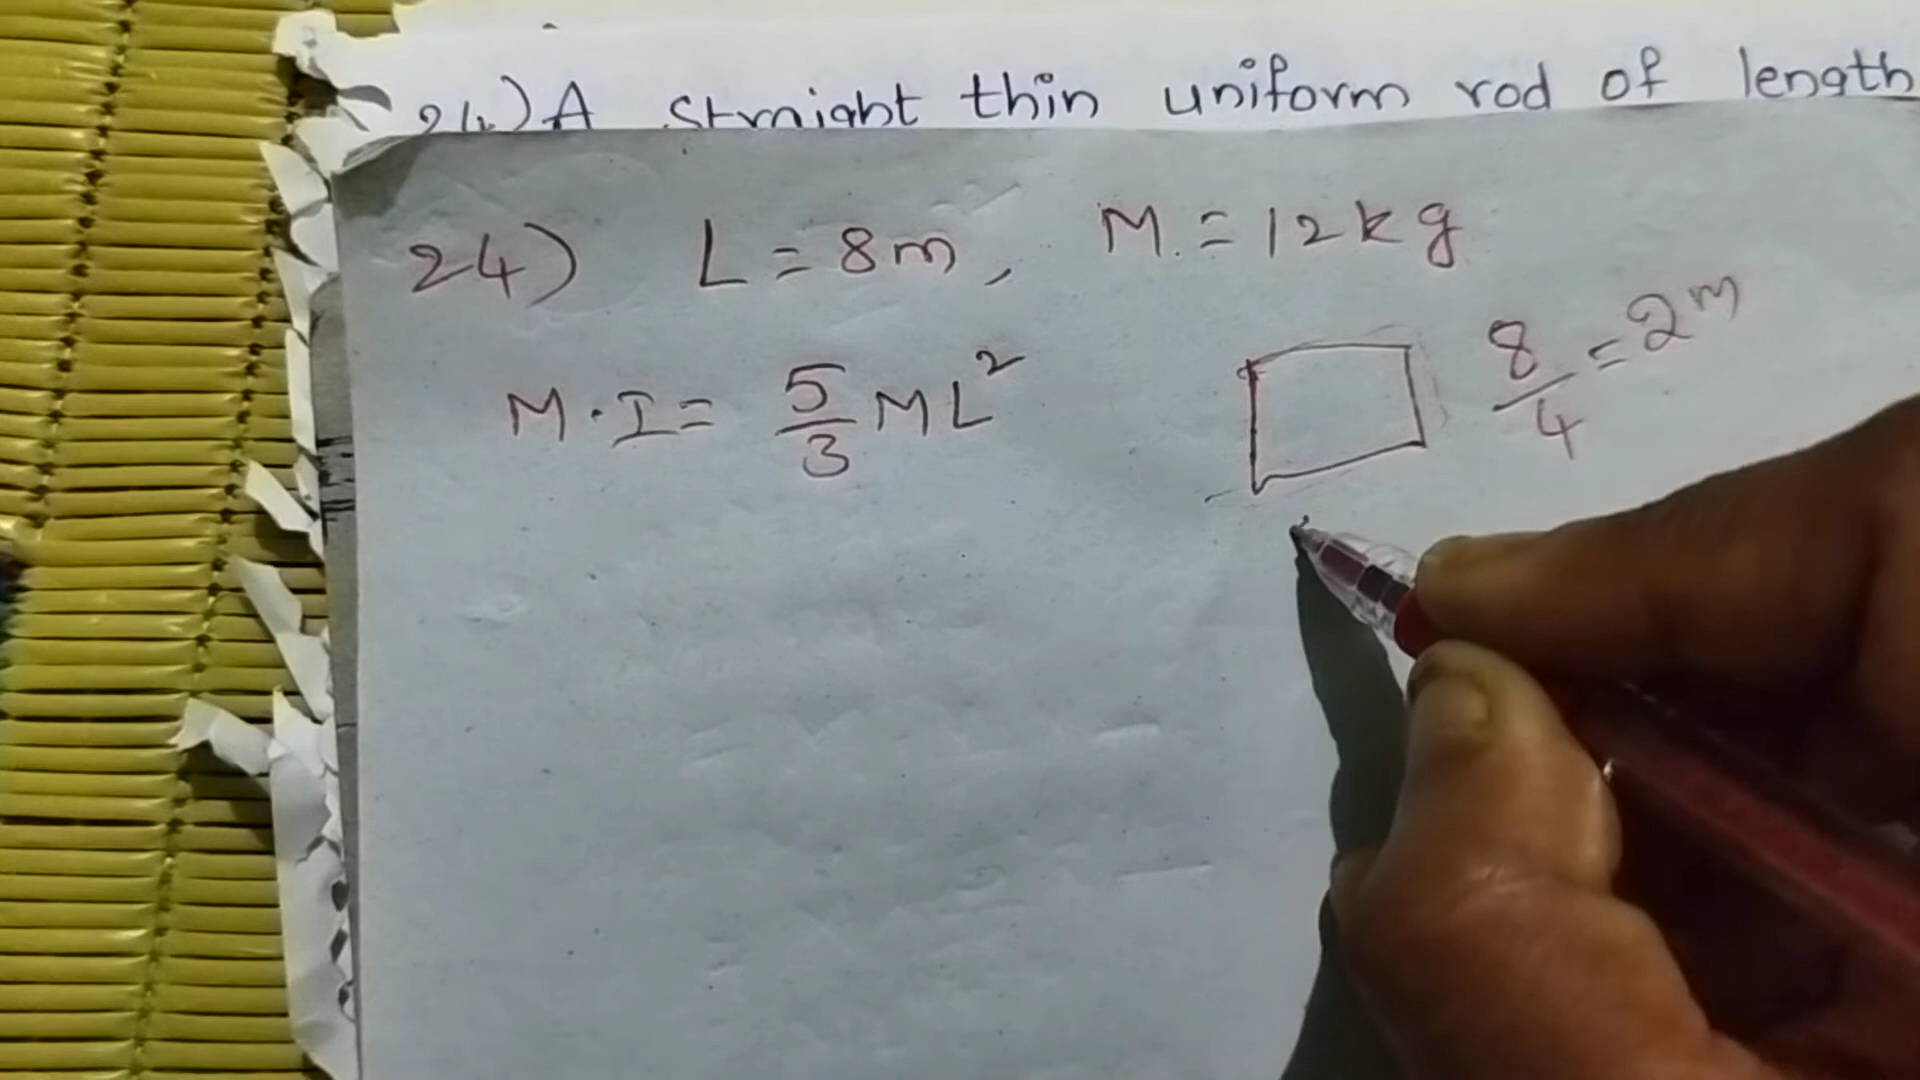 24) A straight thin uniform rod of length
24) L = 8m, M = 12kg
M.I = 5/3 ML² 8/4 = 2m